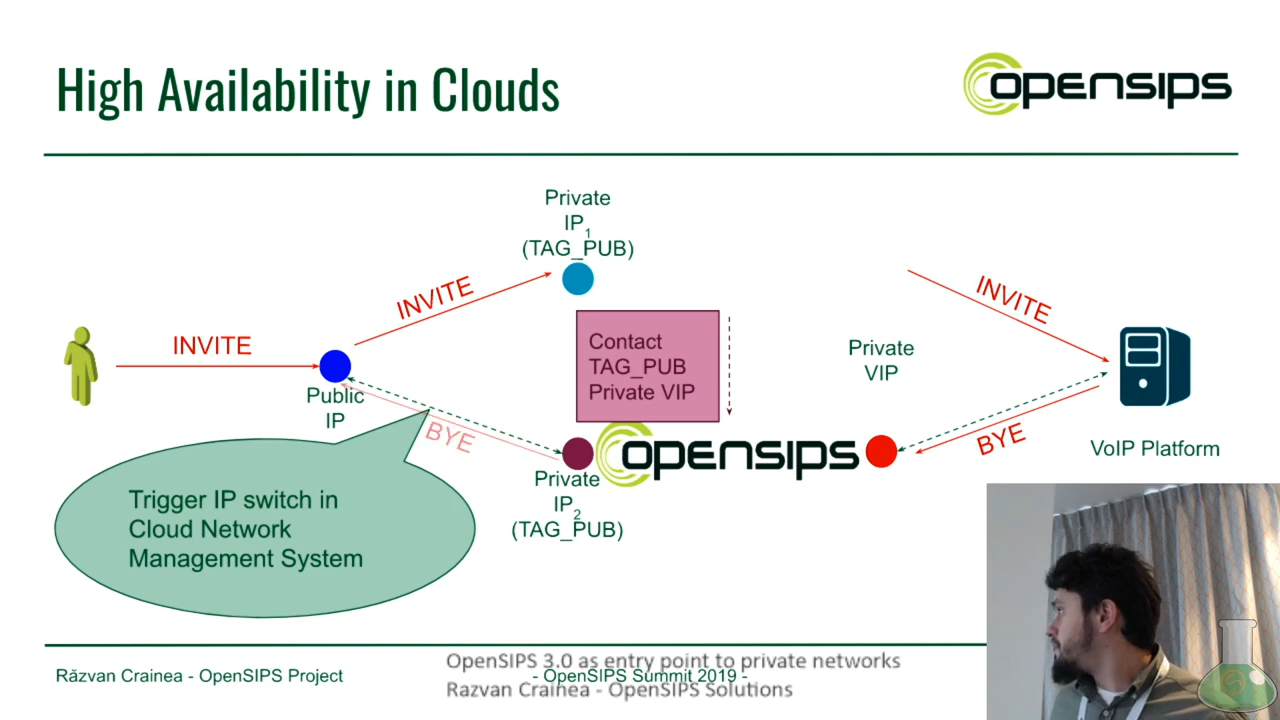 High Availability in Clouds
OPENSIPS
Private
IP1
(TAG_PUB)
INVITE
INVITE
INVITE
Contact
TAG_PUB
Private VIP
Private
VIP
Public
IP
BYE
OPENSIPS
BYE
VoIP Platform
Private
IP2
(TAG_PUB)
Trigger IP switch in
Cloud Network
Management System
Răzvan Crainea - OpenSIPS Project
- OpenSIPS Summit 2019 -
OpenSIPS 3.0 as entry point to private networks
Razvan Crainea - OpenSIPS Solutions